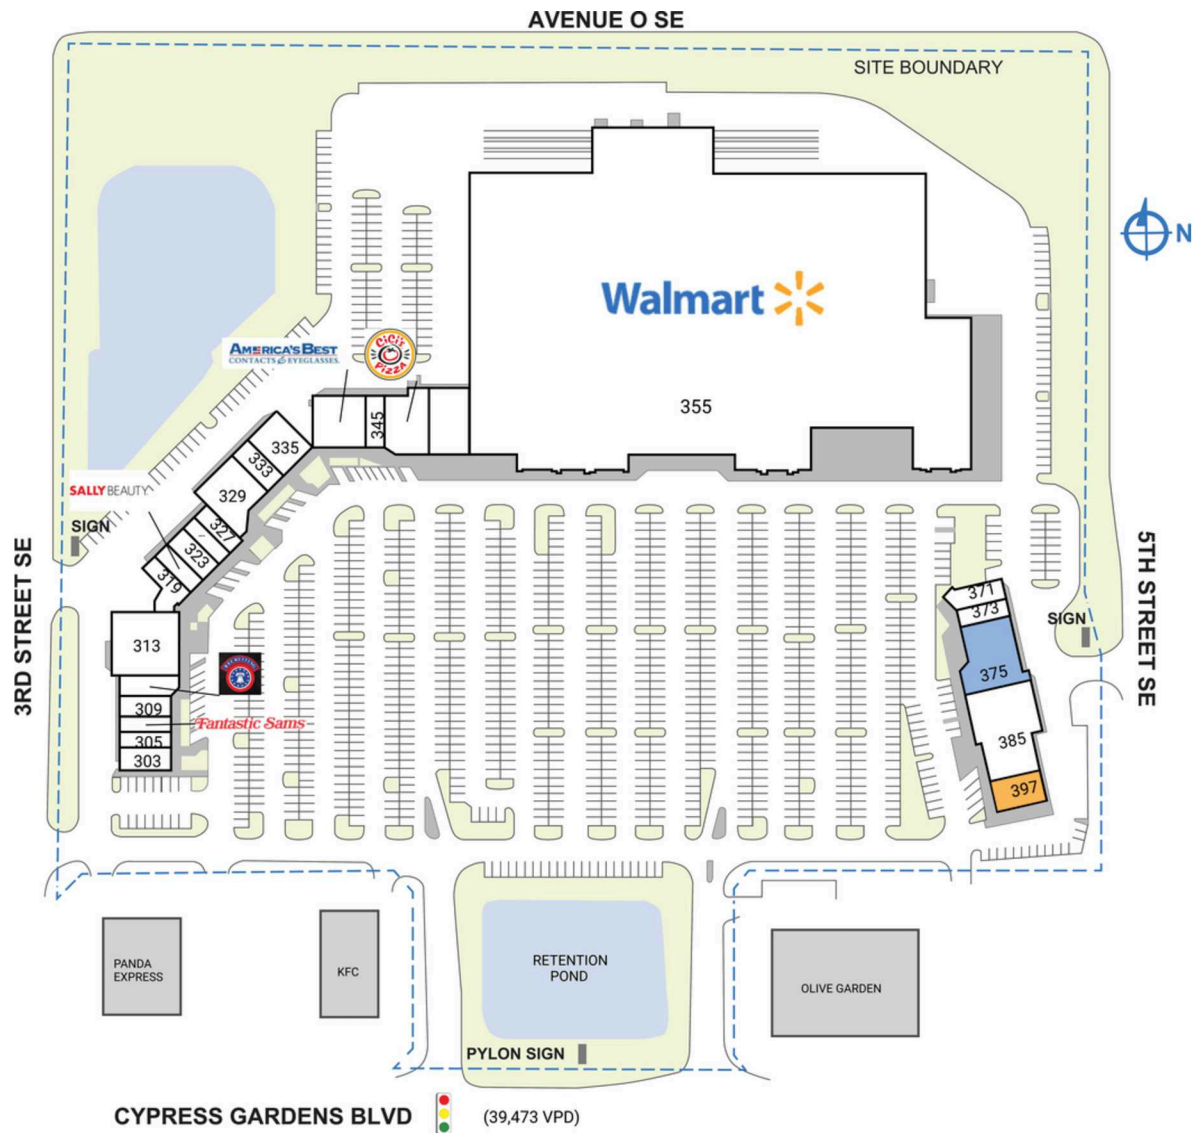 AVENUE O SE
SITE BOUNDARY
N
Walmart
AMERICA'S BEST
CONTACTS & EYEGLASSES
CiCi's
PIZZA
355
345
335
333
329
SALLY BEAUTY
SIGN
327
323
319
3RD STREET SE
5TH STREET SE
371
373
SIGN
313
375
309
Fantastic Sams
305
303
385
397
PANDA
EXPRESS
KFC
RETENTION
POND
OLIVE GARDEN
PYLON SIGN
CYPRESS GARDENS BLVD
(39,473 VPD)